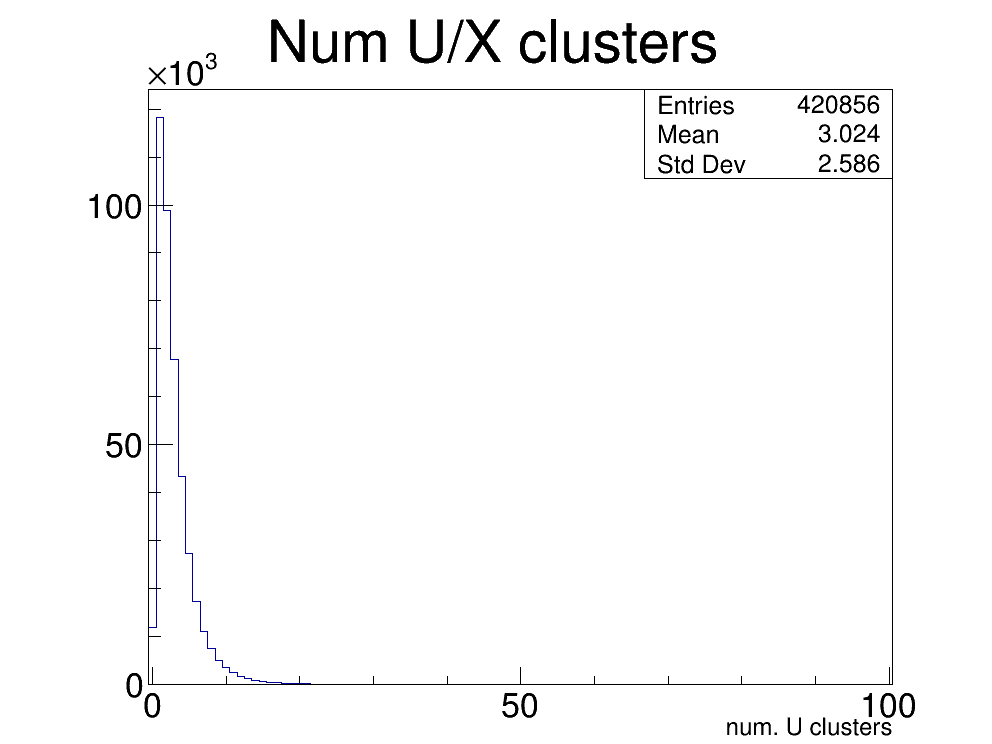 Num U/X clusters
×10³
Entries 420856
Mean 3.024
Std Dev 2.586
100
50
0
0 50 100
num. U clusters